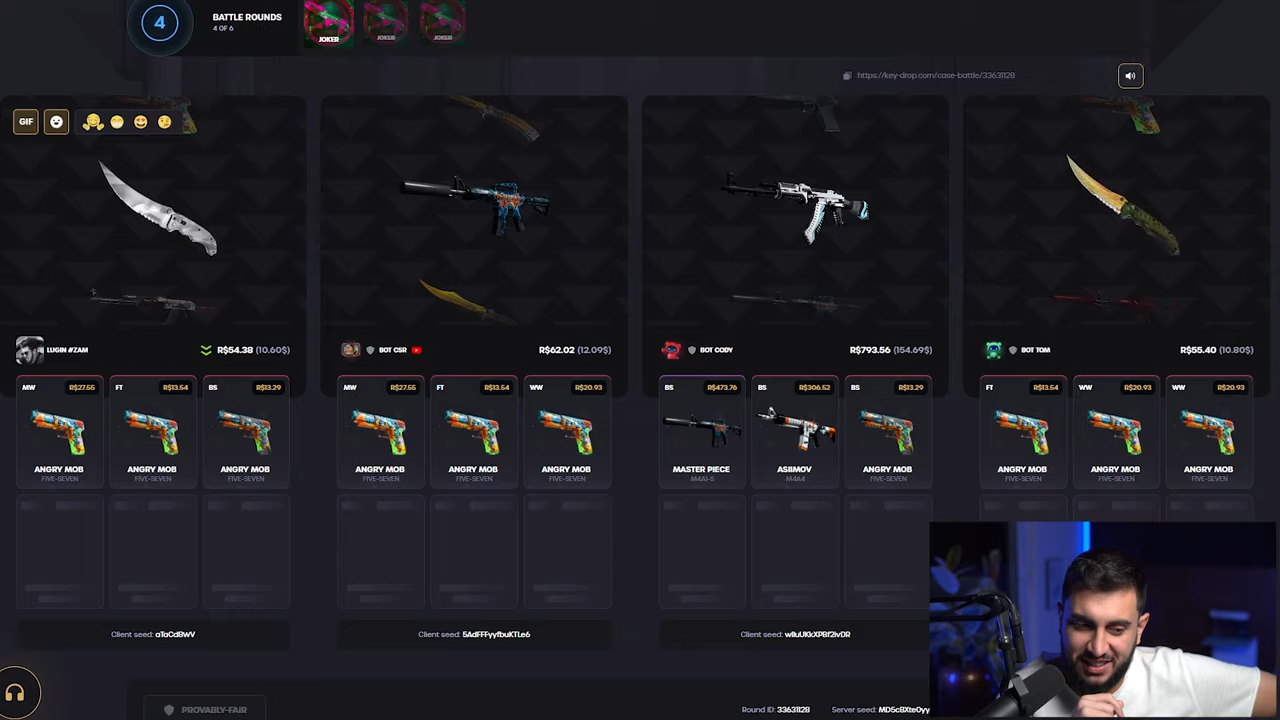 4
BATTLE ROUNDS
4 OF 6
JOKER
JOKER
JOKER
https://key-drop.com/case-battle/33631128
GIF
LUGIN #ZAM
R$54.38 (10.60$)
BOT CSR
R$62.02 (12.09$)
BOT CODY
R$793.56 (154.69$)
BOT TOM
R$55.40 (10.80$)
MW R$27.55
FT R$13.54
BS R$13.29
MW R$27.55
FT R$13.54
WW R$20.93
BS R$473.76
BS R$306.52
BS R$13.29
FT R$13.54
WW R$20.93
WW R$20.93
ANGRY MOB
FIVE-SEVEN
ANGRY MOB
FIVE-SEVEN
ANGRY MOB
FIVE-SEVEN
ANGRY MOB
FIVE-SEVEN
ANGRY MOB
FIVE-SEVEN
ANGRY MOB
FIVE-SEVEN
MASTER PIECE
M4A1-S
ASIIMOV
M4A4
ANGRY MOB
FIVE-SEVEN
ANGRY MOB
FIVE-SEVEN
ANGRY MOB
FIVE-SEVEN
ANGRY MOB
FIVE-SEVEN
Client seed: aTaCdBwV
Client seed: 5AdFFFyyfbuKTLe6
Client seed:
PROVABLY-FAIR
Round ID: 33631128
Server seed: